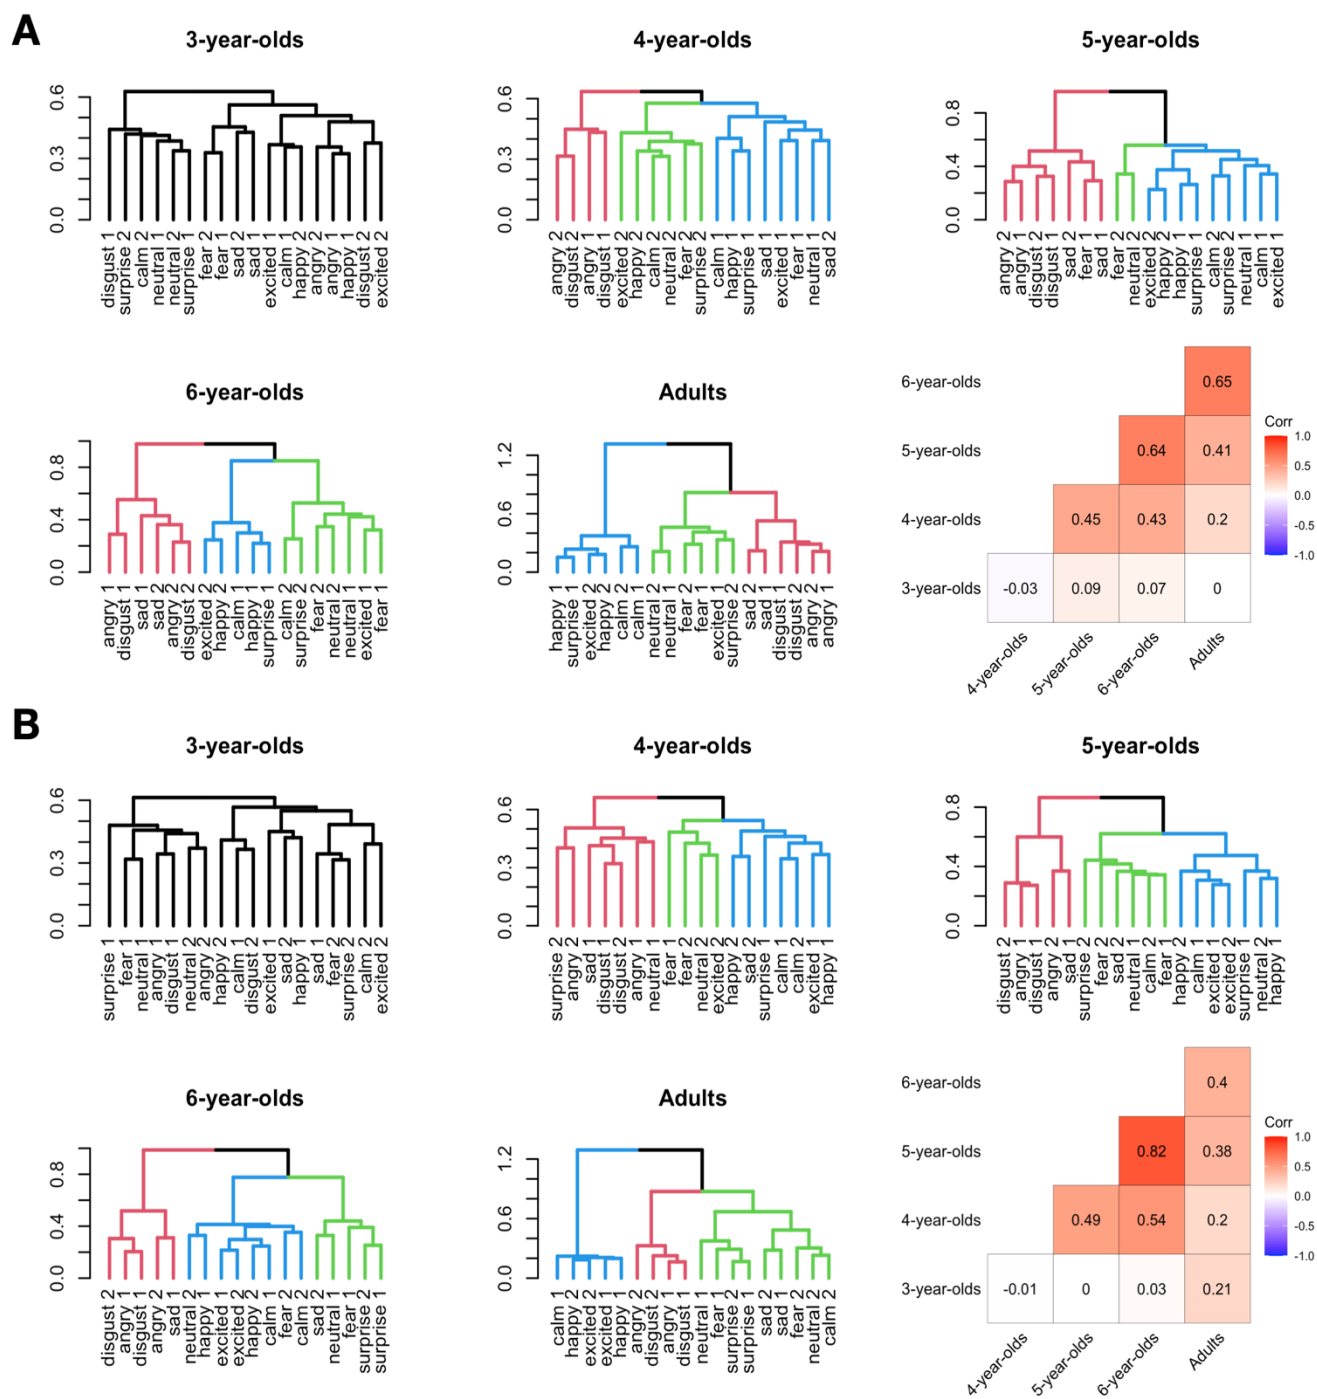 A
3-year-olds
4-year-olds
5-year-olds
0.6
0.3
0.0
disgust 1
surprise 2
calm 2
neutral 1
neutral 2
surprise 1
fear 2
fear 1
sad 2
sad 1
excited 1
calm 1
happy 2
angry 2
angry 1
happy 1
disgust 2
excited 2
0.6
0.3
0.0
angry 2
disgust 2
angry 1
disgust 1
excited 2
happy 2
calm 2
neutral 2
fear 2
surprise 2
calm 1
happy 1
surprise 1
sad 1
excited 1
fear 1
neutral 1
sad 2
0.8
0.4
0.0
angry 2
angry 1
disgust 2
disgust 1
sad 2
fear 1
sad 1
fear 2
neutral 2
excited 2
happy 2
happy 1
surprise 1
calm 2
surprise 2
neutral 1
calm 1
excited 1
6-year-olds
Adults
0.8
0.4
0.0
angry 1
disgust 1
sad 1
sad 2
angry 2
disgust 2
excited 2
happy 2
calm 1
happy 1
surprise 1
calm 2
surprise 2
fear 2
neutral 2
neutral 1
excited 1
fear 1
1.2
0.6
0.0
happy 1
surprise 1
excited 2
happy 2
calm 2
calm 1
neutral 2
neutral 1
fear 2
fear 1
excited 1
surprise 2
sad 2
sad 1
disgust 1
disgust 2
angry 2
angry 1
6-year-olds
0.65
5-year-olds
0.64
0.41
4-year-olds
0.45
0.43
0.2
3-year-olds
-0.03
0.09
0.07
0
4-year-olds
5-year-olds
6-year-olds
Adults
Corr
1.0
0.5
0.0
-0.5
-1.0
B
3-year-olds
4-year-olds
5-year-olds
0.6
0.3
0.0
surprise 1
fear 1
neutral 1
angry 1
disgust 1
neutral 2
angry 2
happy 2
calm 1
disgust 2
excited 1
sad 2
happy 1
sad 1
fear 2
surprise 2
calm 2
excited 2
0.6
0.3
0.0
surprise 2
angry 2
sad 1
disgust 1
disgust 2
angry 1
neutral 1
fear 1
fear 2
neutral 2
excited 2
happy 2
sad 2
surprise 1
calm 1
calm 2
excited 1
happy 1
0.8
0.4
0.0
disgust 2
angry 1
disgust 1
angry 2
sad 1
surprise 2
fear 2
sad 2
neutral 1
calm 2
fear 1
happy 2
calm 1
excited 1
excited 2
surprise 1
neutral 2
happy 1
6-year-olds
Adults
0.8
0.4
0.0
disgust 2
angry 1
disgust 1
angry 2
sad 1
neutral 2
happy 1
excited 1
excited 2
happy 2
calm 1
fear 2
calm 2
sad 2
neutral 1
fear 1
surprise 2
surprise 1
1.2
0.6
0.0
calm 1
happy 2
excited 2
excited 1
happy 1
angry 2
disgust 2
angry 1
disgust 1
neutral 1
fear 1
surprise 2
surprise 1
sad 2
sad 1
fear 2
neutral 2
calm 2
6-year-olds
0.4
5-year-olds
0.82
0.38
4-year-olds
0.49
0.54
0.2
3-year-olds
-0.01
0
0.03
0.21
4-year-olds
5-year-olds
6-year-olds
Adults
Corr
1.0
0.5
0.0
-0.5
-1.0